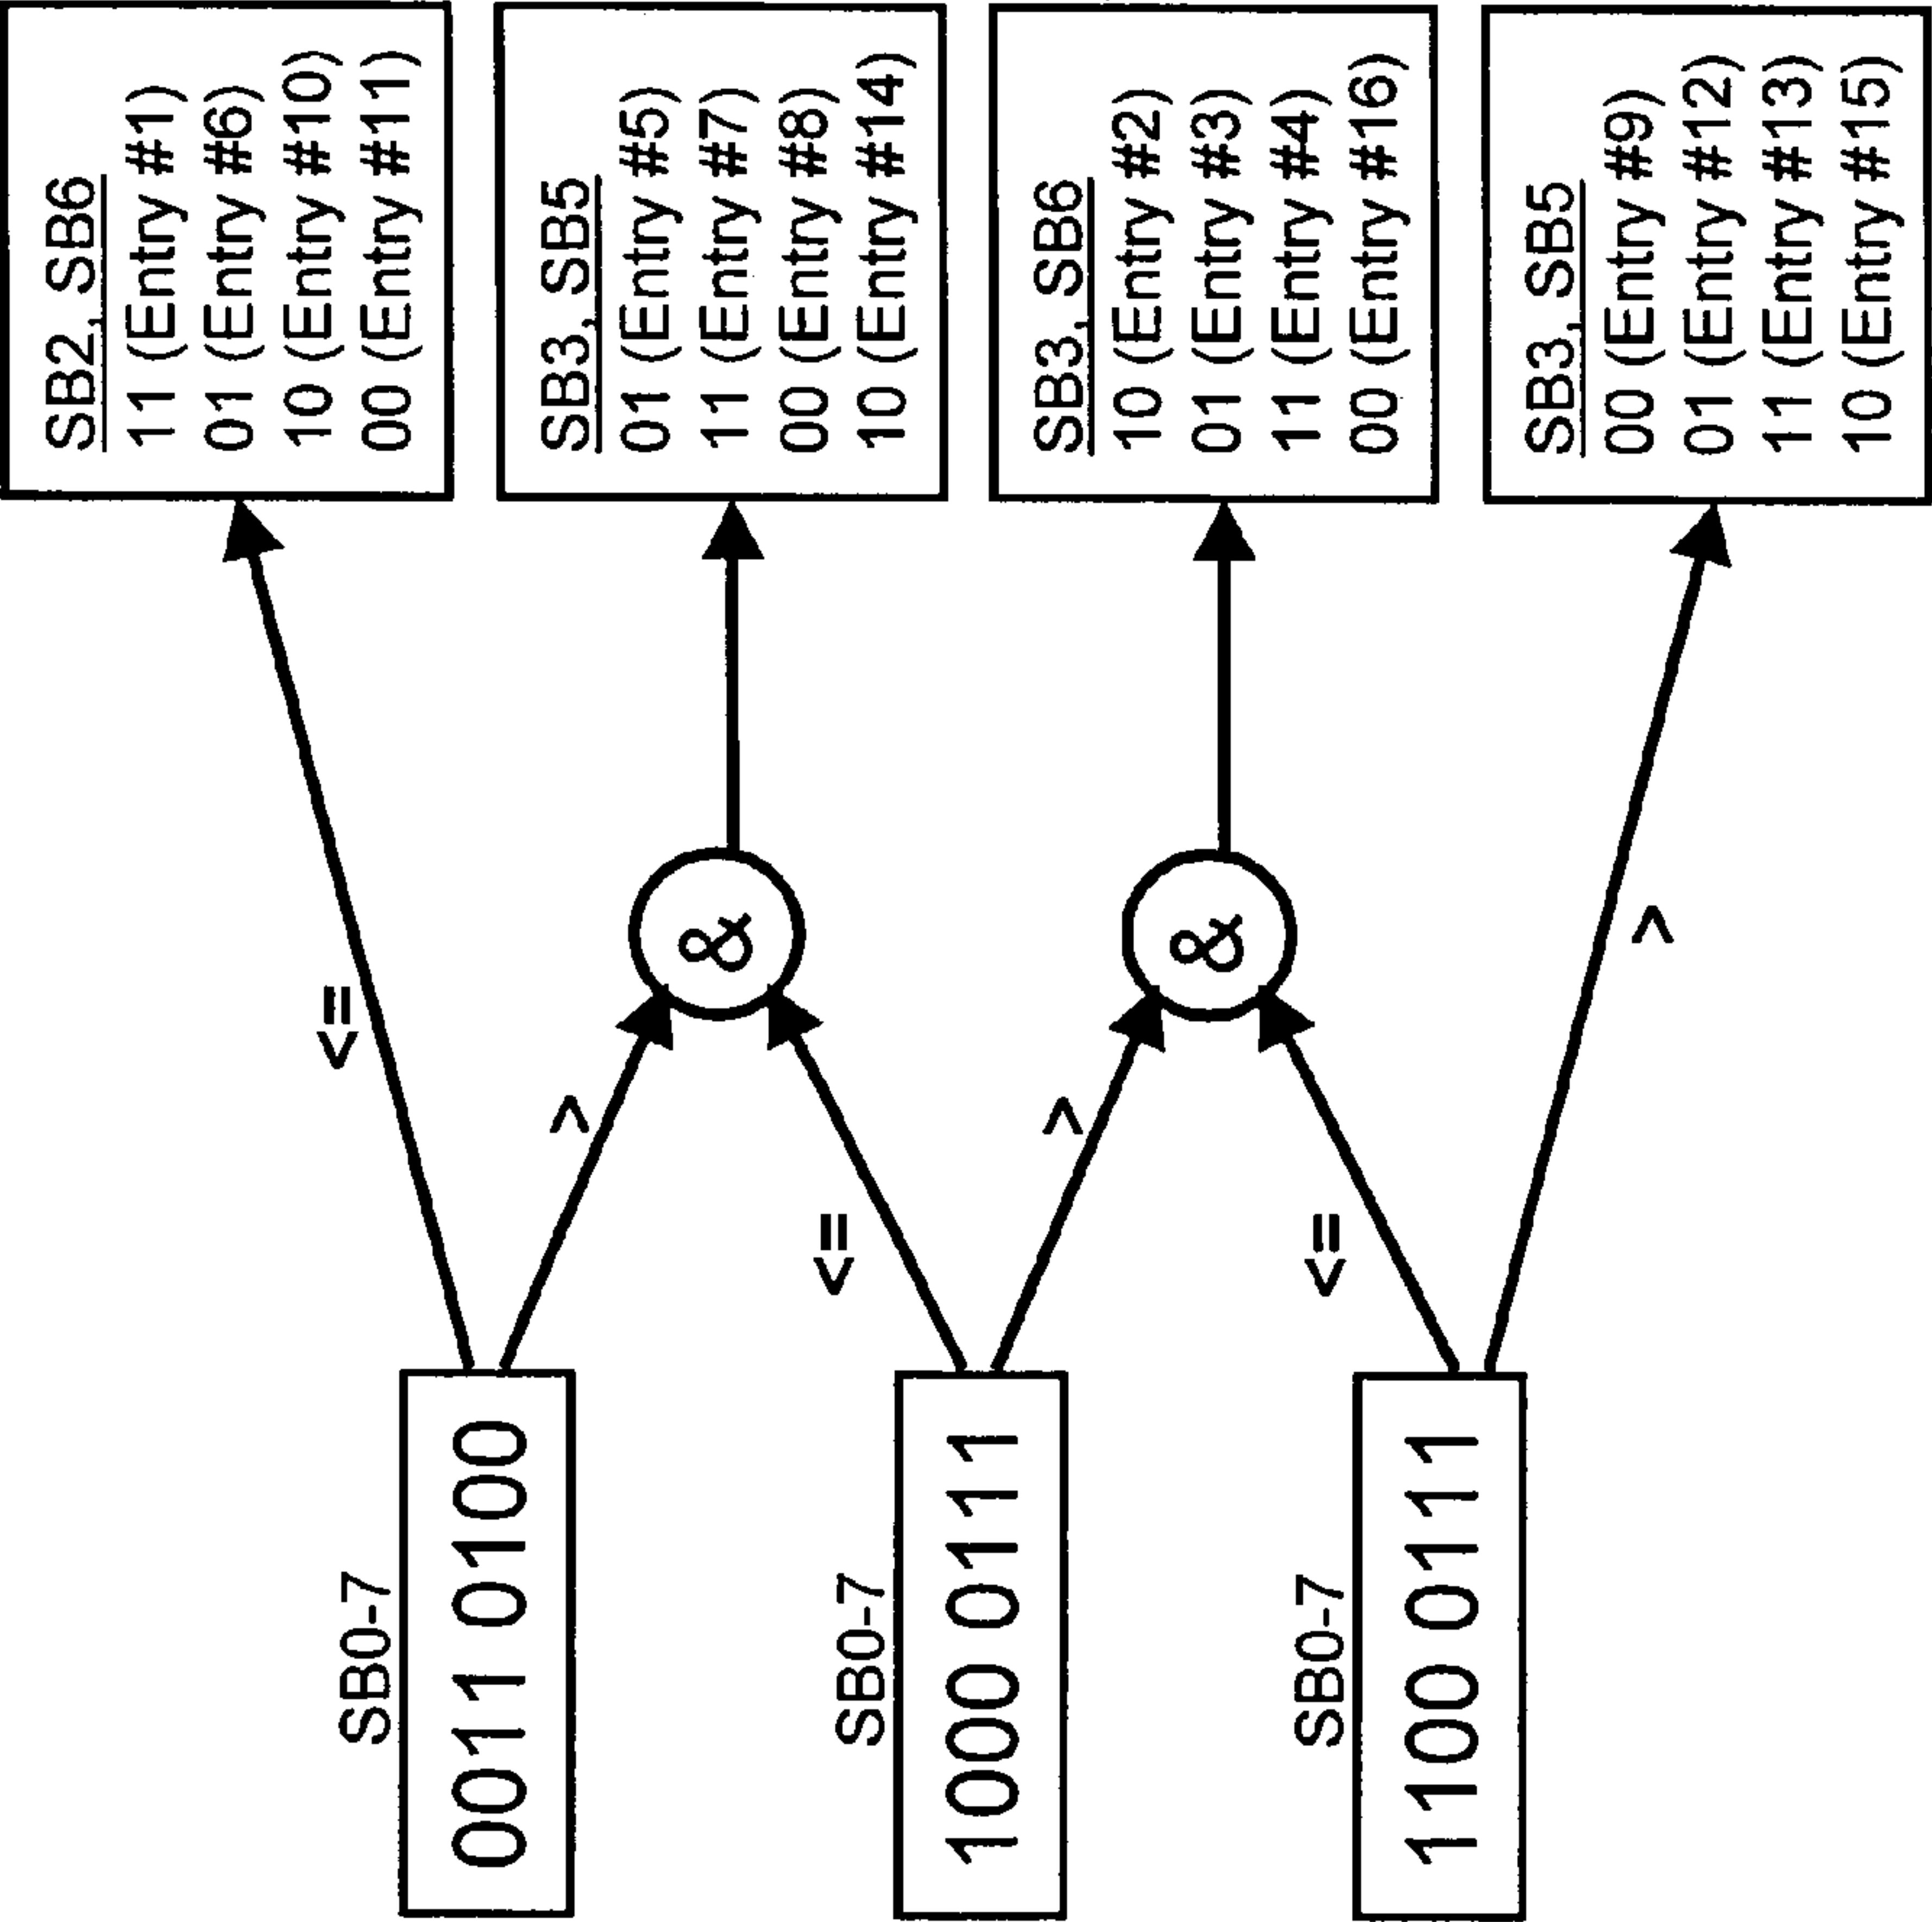 SB0-7
0011 0100
SB0-7
1000 0111
SB0-7
1100 0111
<=
>
<=
>
<=
>
&
&
SB2, SB6
11 (Entry #1)
01 (Entry #6)
10 (Entry #10)
00 (Entry #11)
SB3, SB5
01 (Entry #5)
11 (Entry #7)
00 (Entry #8)
10 (Entry #14)
SB3, SB6
10 (Entry #2)
01 (Entry #3)
11 (Entry #4)
00 (Entry #16)
SB3, SB5
00 (Entry #9)
01 (Entry #12)
11 (Entry #13)
10 (Entry #15)